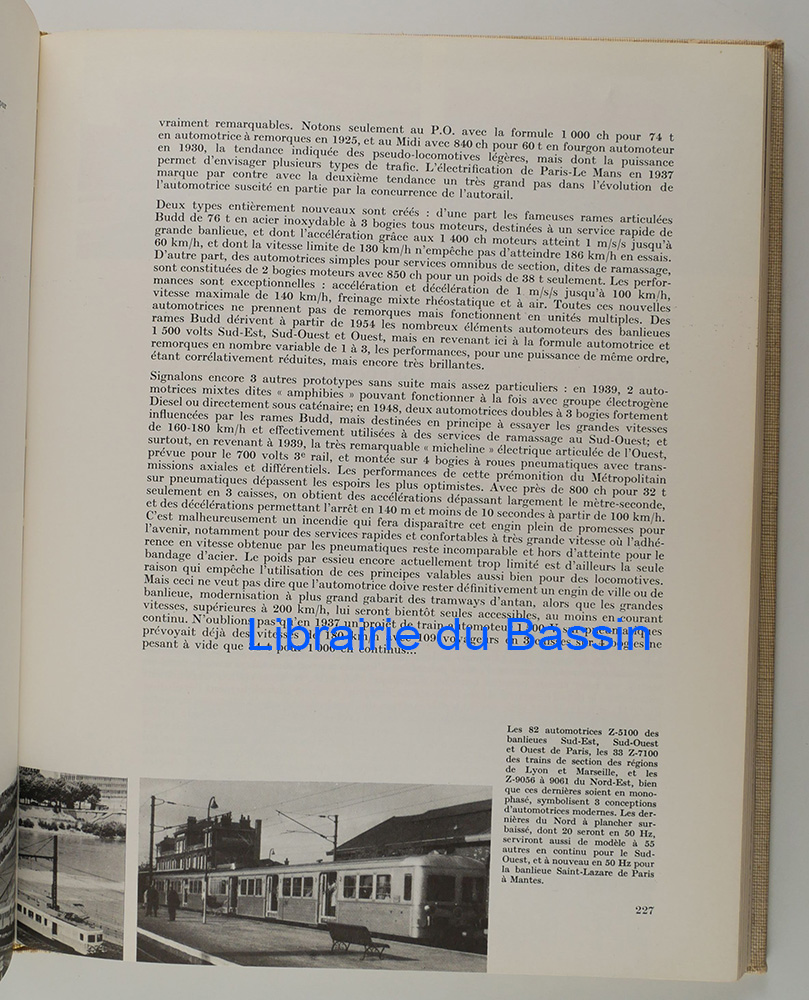 vraiment remarquables. Notons seulement au P.O. avec la formule 1 000 ch pour 74 t
en automotrice à remorques en 1925, et au Midi avec 840 ch pour 60 t en fourgon automoteur
en 1930, la tendance indiquée des pseudo-locomotives légères, mais dont la puissance
permet d'envisager plusieurs types de trafic. L'électrification de Paris-Le Mans en 1937
marque par contre avec la deuxième tendance un très grand pas dans l'évolution de
l'automotrice suscité en partie par la concurrence de l'autorail.
Deux types entièrement nouveaux sont créés : d'une part les fameuses rames articulées
Budd de 76 t en acier inoxydable à 3 bogies tous moteurs, destinées à un service rapide de
grande banlieue, et dont l'accélération grâce aux 1 400 ch moteurs atteint 1 m/s/s jusqu'à
60 km/h, et dont la vitesse limite de 130 km/h n'empêche pas d'atteindre 186 km/h en essais.
D'autre part, des automotrices simples pour services omnibus de section, dites de ramassage,
sont constituées de 2 bogies moteurs avec 850 ch pour un poids de 38 t seulement. Les perfor-
mances sont exceptionnelles : accélération et décélération de 1 m/s/s jusqu'à 100 km/h,
vitesse maximale de 140 km/h, freinage mixte rhéostatique et à air. Toutes ces nouvelles
automotrices ne prennent pas de remorques mais fonctionnent en unités multiples. Des
rames Budd dérivent à partir de 1954 les nombreux éléments automoteurs des banlieues
1 500 volts Sud-Est, Sud-Ouest et Ouest, mais en revenant ici à la formule automotrice et
remorques en nombre variable de 1 à 3, les performances, pour une puissance de même ordre,
étant corrélativement réduites, mais encore très brillantes.
Signalons encore 3 autres prototypes sans suite mais assez particuliers : en 1939, 2 auto-
motrices mixtes dites « amphibies » pouvant fonctionner à la fois avec groupe électrogène
Diesel ou directement sous caténaire; en 1948, deux automotrices doubles à 3 bogies fortement
influencées par les rames Budd, mais destinées en principe à essayer les grandes vitesses
de 160-180 km/h et effectivement utilisées à des services de ramassage au Sud-Ouest; et
surtout, en revenant à 1939, la très remarquable « micheline » électrique articulée de l'Ouest,
prévue pour le 700 volts 3e rail, et montée sur 4 bogies à roues pneumatiques avec trans-
missions axiales et différentiels. Les performances de cette prémonition du Métropolitain
sur pneumatiques dépassent les espoirs les plus optimistes. Avec près de 800 ch pour 32 t
seulement en 3 caisses, on obtient des accélérations dépassant largement le mètre-seconde,
et des décélérations permettant l'arrêt en 140 m et moins de 10 secondes à partir de 100 km/h.
C'est malheureusement un incendie qui fera disparaître cet engin plein de promesses pour
l'avenir, notamment pour des services rapides et confortables à très grande vitesse où l'adhé-
rence en vitesse obtenue par les pneumatiques reste incomparable et hors d'atteinte pour le
bandage d'acier. Le poids par essieu encore actuellement trop limité est d'ailleurs la seule
raison qui empêche l'utilisation de ces principes valables aussi bien pour des locomotives.
Mais ceci ne veut pas dire que l'automotrice doive rester définitivement un engin de ville ou de
banlieue, modernisation à plus grand gabarit des tramways d'antan, alors que les grandes
vitesses, supérieures à 200 km/h, lui seront bientôt seules accessibles, au moins en courant
continu. N'oublions pas qu'en 1937 un projet de train automoteur 1 500 V sur pneumatiques
prévoyait déjà des vitesses de 180 km/h 109 voyageurs en 3 caisses sur 4 bogies ne
pesant à vide que pour 1 000 en continus...
Librairie du Bassin
Les 82 automotrices Z-5100 des
banlieues Sud-Est, Sud-Ouest
et Ouest de Paris, les 33 Z-7100
des trains de section des régions
de Lyon et Marseille, et les
Z-9056 à 9061 du Nord-Est, bien
que ces dernières soient en mono-
phasé, symbolisent 3 conceptions
d'automotrices modernes. Les der-
nières du Nord à plancher sur-
baissé, dont 20 seront en 50 Hz,
serviront aussi de modèle à 55
autres en continu pour le Sud-
Ouest, et à nouveau en 50 Hz pour
la banlieue Saint-Lazare de Paris
à Mantes.
227